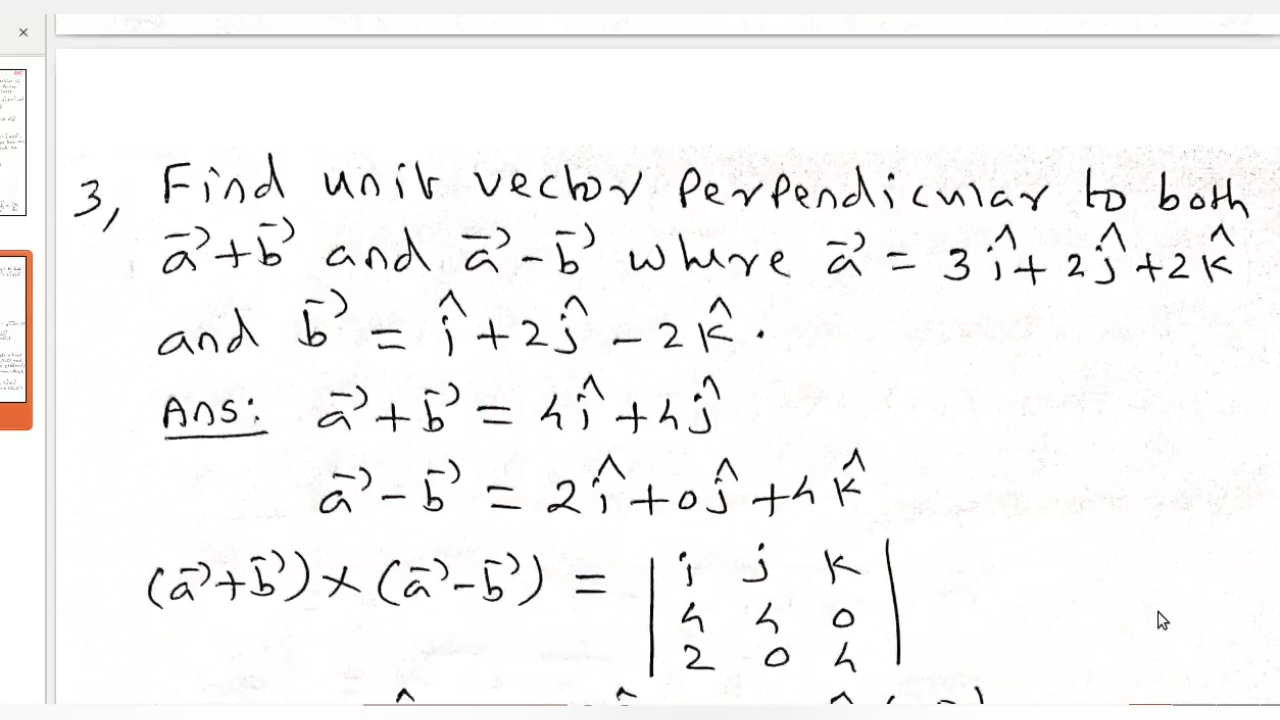 3, Find unit vector perpendicular to both
a⃗+b⃗ and a⃗-b⃗ where a⃗ = 3î+2ĵ+2k̂
and b⃗ = î+2ĵ-2k̂.
Ans: a⃗+b⃗ = 4î+4ĵ
a⃗-b⃗ = 2î+0ĵ+4k̂
(a⃗+b⃗)×(a⃗-b⃗) = | i j k |
| 4 4 0 |
| 2 0 4 |